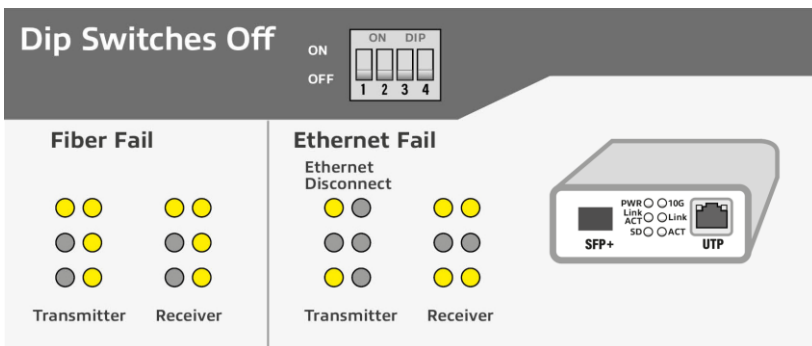 Dip Switches Off
ON
OFF
ON DIP
1 2 3 4
Fiber Fail
Transmitter Receiver
Ethernet Fail
Ethernet
Disconnect
Transmitter Receiver
PWR 10G
Link
ACT Link
SD ACT
SFP+ UTP